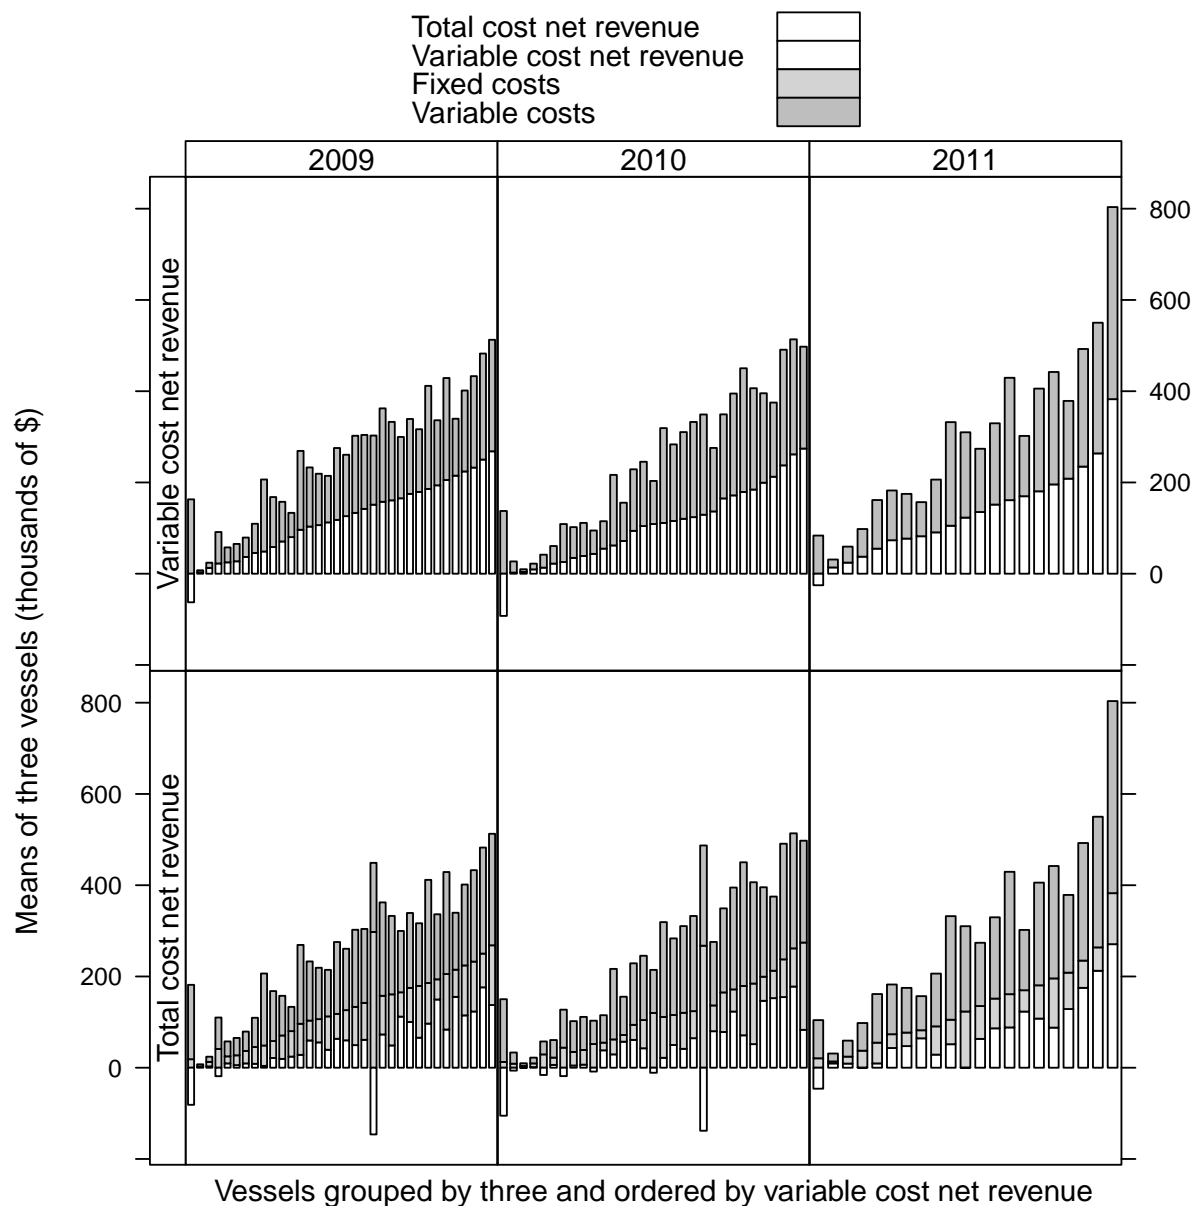 Total cost net revenue
Variable cost net revenue
Fixed costs
Variable costs
2009
2010
2011
Variable cost net revenue
800
600
400
200
0
Means of three vessels (thousands of $)
Total cost net revenue
800
600
400
200
0
Vessels grouped by three and ordered by variable cost net revenue